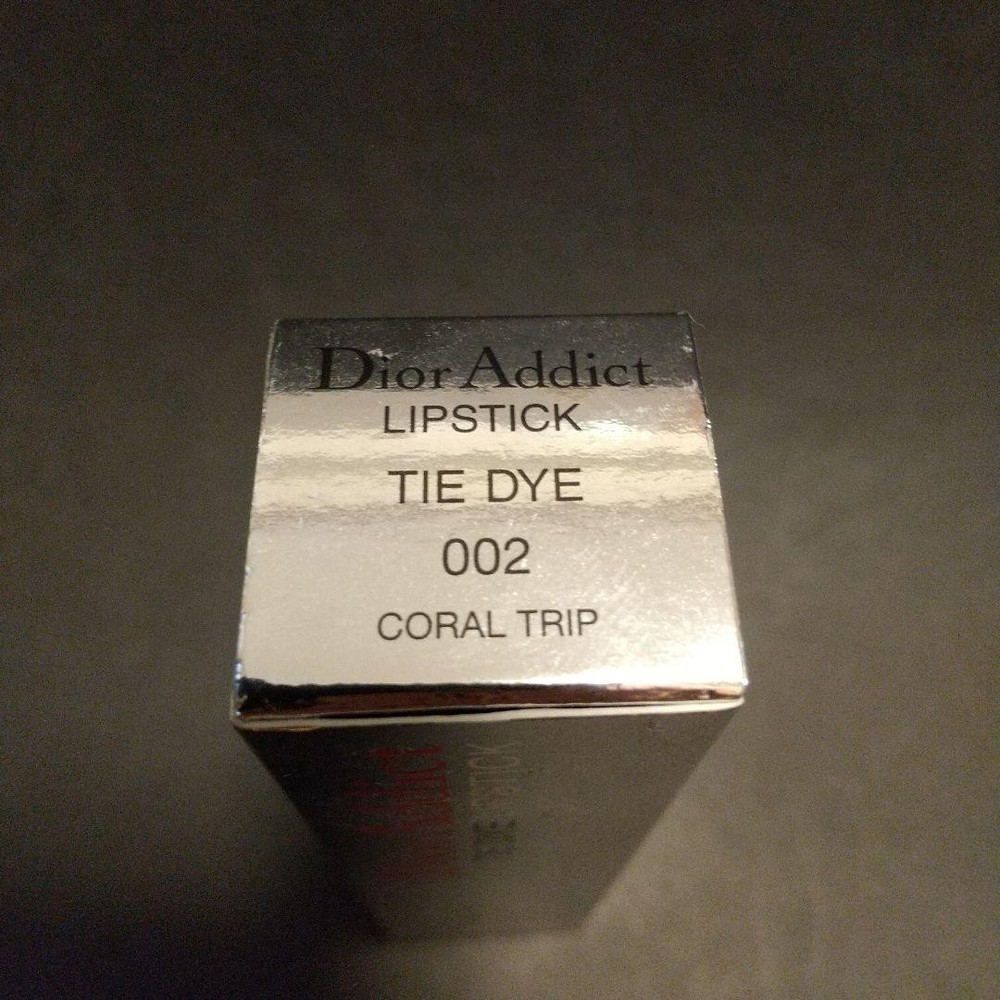 Dior Addict
LIPSTICK
TIE DYE
002
CORAL TRIP